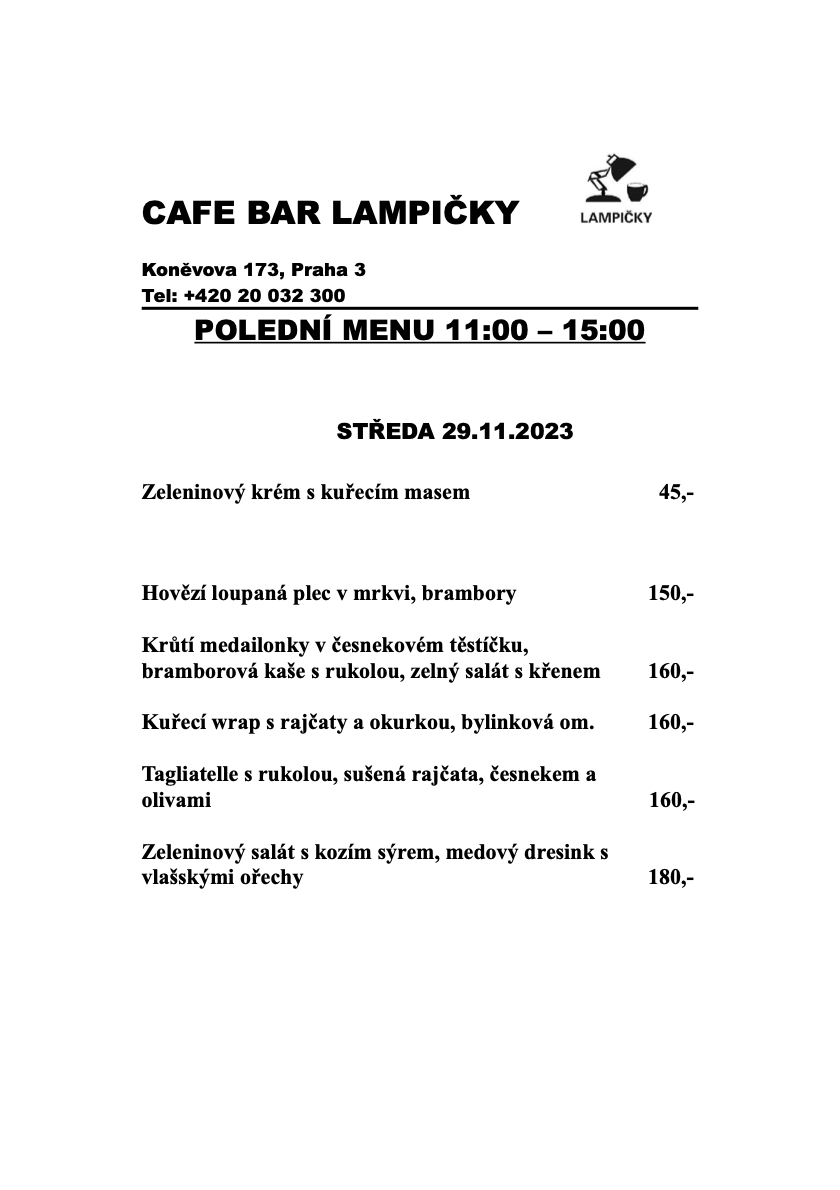 LAMPIČKY
CAFE BAR LAMPIČKY
Koněvova 173, Praha 3
Tel: +420 20 032 300
POLEDNÍ MENU 11:00 – 15:00
STŘEDA 29.11.2023
Zeleninový krém s kuřecím masem 45,-
Hovězí loupaná plec v mrkvi, brambory 150,-
Krůtí medailonky v česnekovém těstíčku,
bramborová kaše s rukolou, zelný salát s křenem 160,-
Kuřecí wrap s rajčaty a okurkou, bylinková om. 160,-
Tagliatelle s rukolou, sušená rajčata, česnekem a
olivami 160,-
Zeleninový salát s kozím sýrem, medový dresink s
vlašskými ořechy 180,-